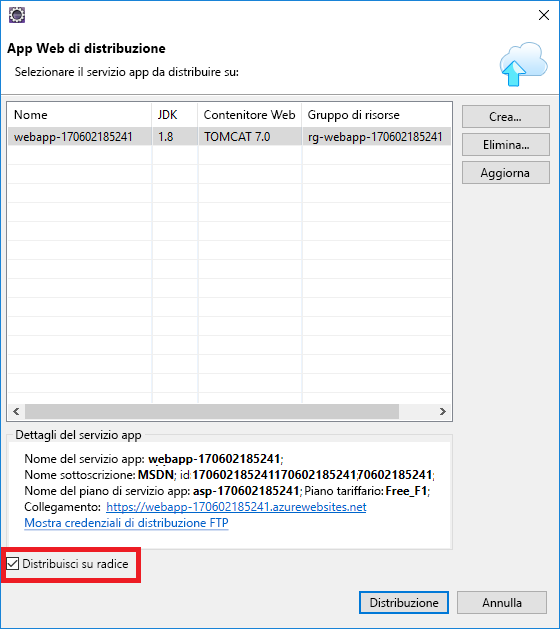 App Web di distribuzione
Selezionare il servizio app da distribuire su:
Nome JDK Contenitore Web Gruppo di risorse
webapp-170602185241 1.8 TOMCAT 7.0 rg-webapp-170602185241
Crea...
Elimina...
Aggiorna
Dettagli del servizio app
Nome del servizio app: webapp-170602185241;
Nome sottoscrizione: MSDN; id:170602185241170602185241;70602185241;
Nome del piano di servizio app: asp-170602185241; Piano tariffario: Free_F1;
Collegamento: https://webapp-170602185241.azurewebsites.net
Mostra credenziali di distribuzione FTP
Distribuisci su radice
Distribuzione Annulla